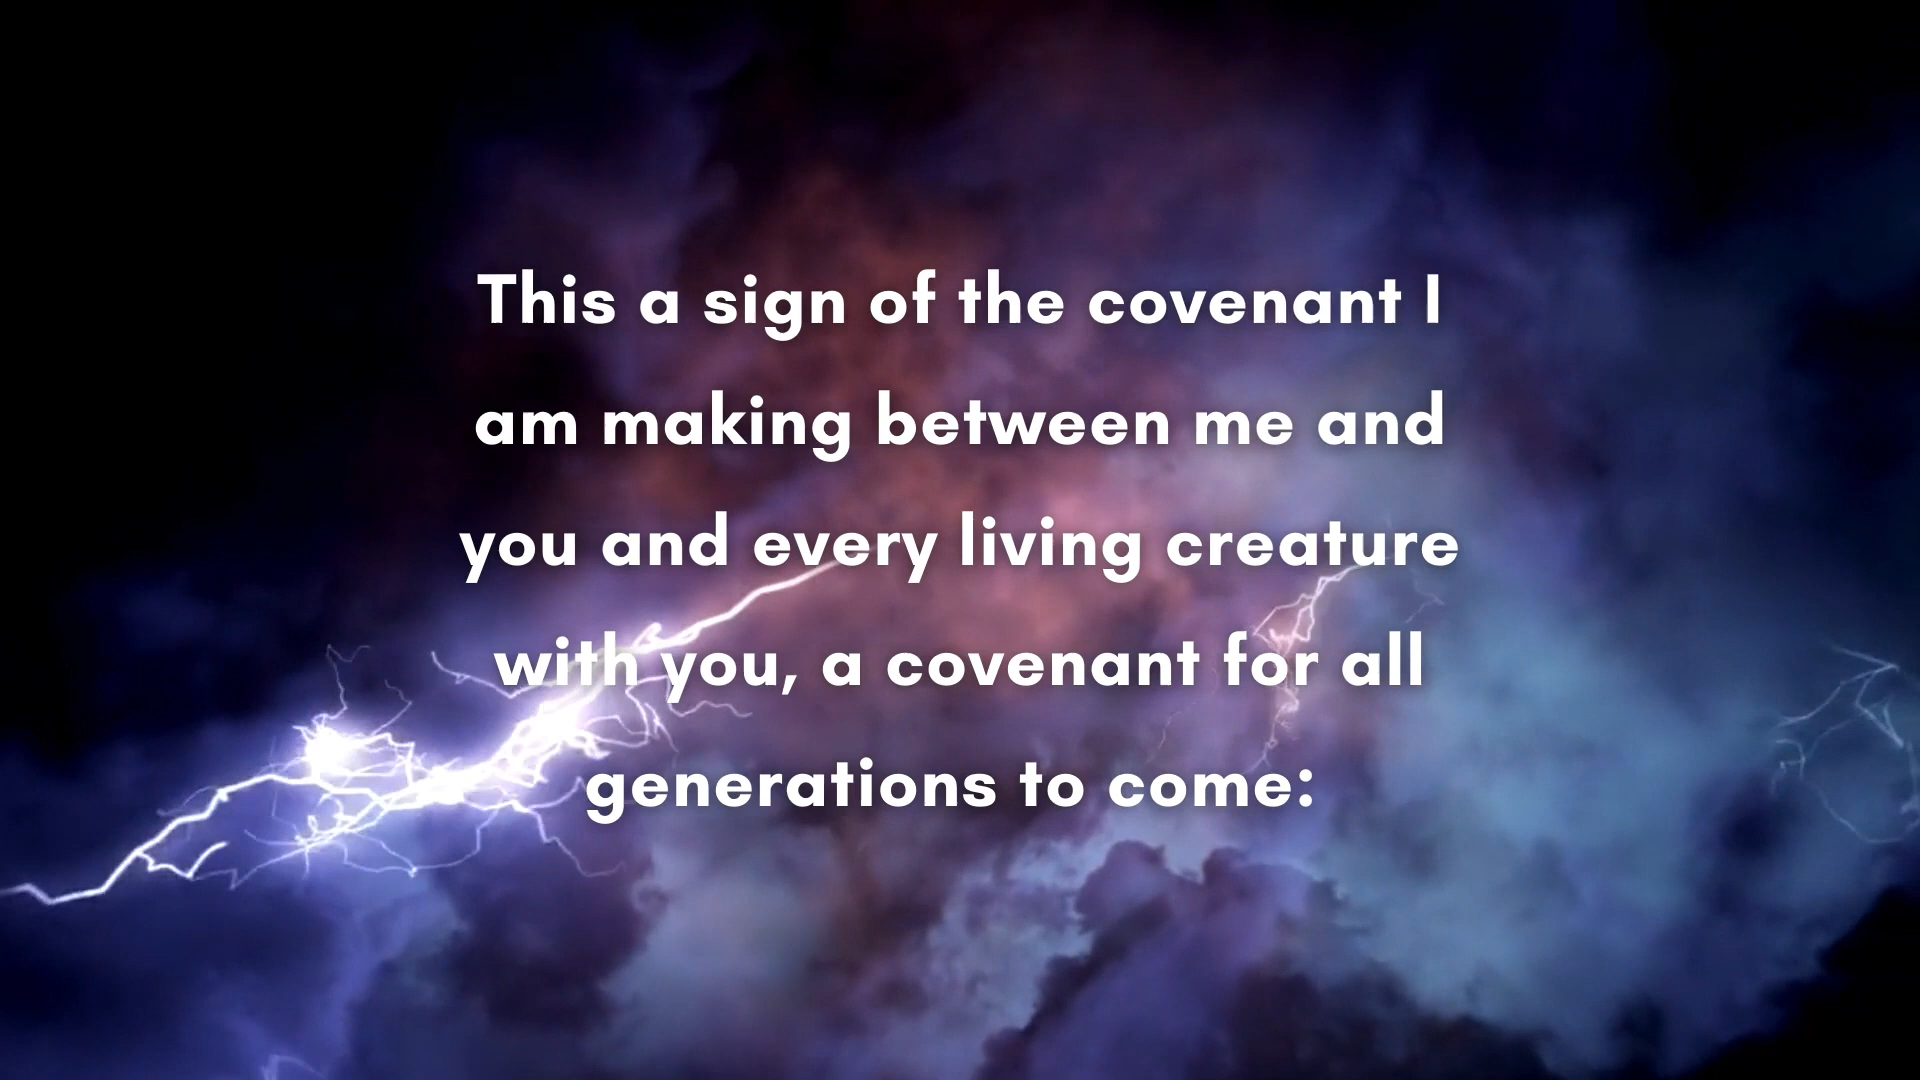 This a sign of the covenant I
am making between me and
you and every living creature
with you, a covenant for all
generations to come: